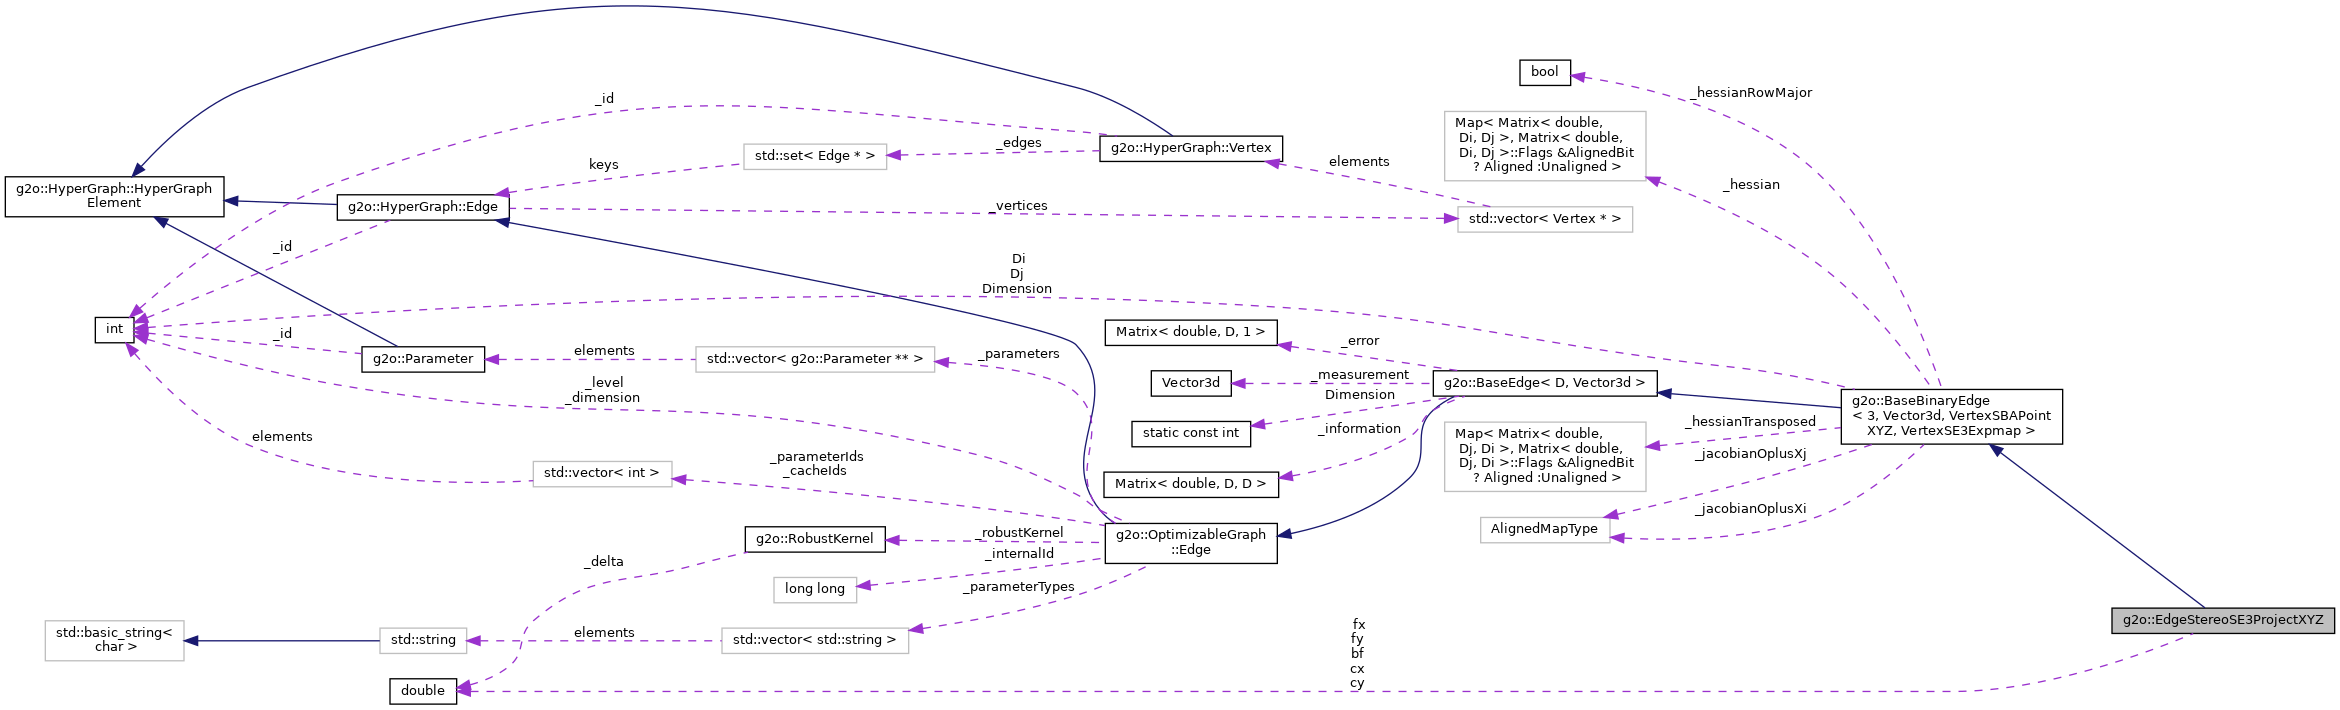 bool
_hessianRowMajor
_id
Map< Matrix< double,
Di, Dj >, Matrix< double,
Di, Dj >::Flags &AlignedBit
? Aligned :Unaligned >
_edges
g2o::HyperGraph::Vertex
std::set< Edge * >
keys
elements
_hessian
g2o::HyperGraph::HyperGraph
Element
g2o::HyperGraph::Edge
_vertices
std::vector< Vertex * >
_id
Di
Dj
Dimension
int
_id
Matrix< double, D, 1 >
_error
g2o::Parameter
elements
std::vector< g2o::Parameter ** >
_parameters
Vector3d
_measurement
g2o::BaseEdge< D, Vector3d >
_level
_dimension
Dimension
g2o::BaseBinaryEdge
< 3, Vector3d, VertexSBAPoint
XYZ, VertexSE3Expmap >
elements
static const int
_information
_hessianTransposed
Map< Matrix< double,
Dj, Di >, Matrix< double,
Dj, Di >::Flags &AlignedBit
? Aligned :Unaligned >
_jacobianOplusXj
std::vector< int >
_parameterIds
_cacheIds
Matrix< double, D, D >
_jacobianOplusXi
AlignedMapType
g2o::RobustKernel
_robustKernel
g2o::OptimizableGraph
::Edge
_internalId
_delta
long long
_parameterTypes
std::basic_string<
char >
std::string
elements
std::vector< std::string >
fx
fy
bf
cx
cy
g2o::EdgeStereoSE3ProjectXYZ
double